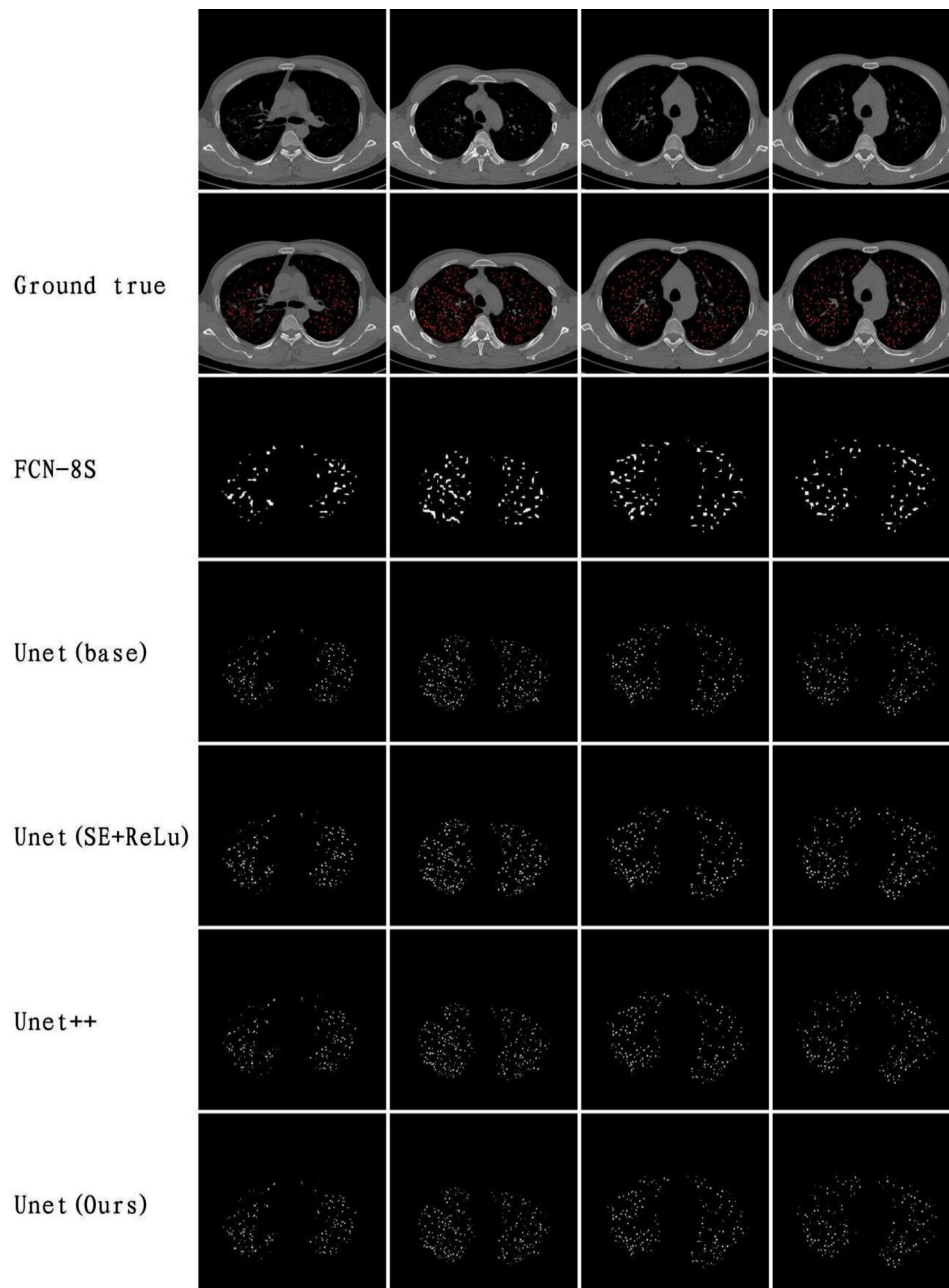 Ground true
FCN-8S
Unet(base)
Unet(SE+ReLu)
Unet++
Unet(Ours)